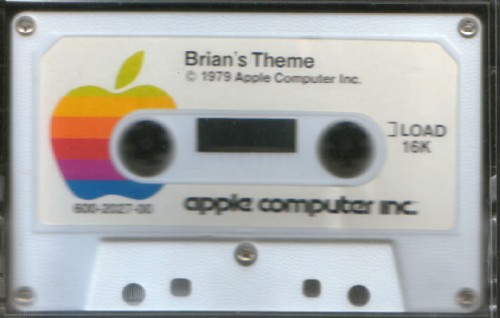 Brian's Theme
© 1979 Apple Computer Inc.
LOAD
16K
600-2027-00
apple computer inc.